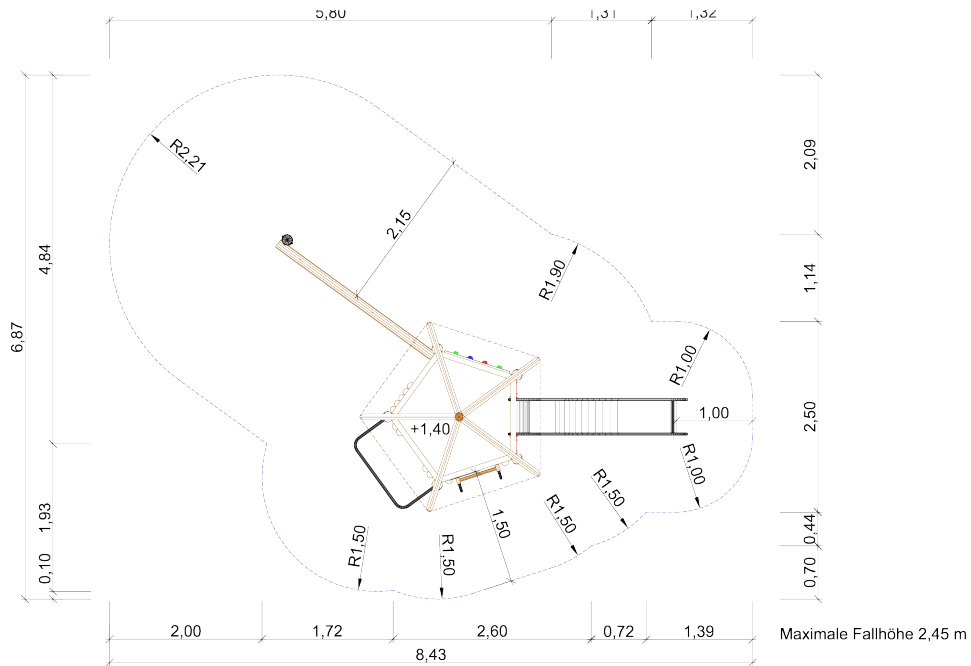 5,80
1,31
1,32
R2,21
2,09
2,15
4,84
R1,90
1,14
6,87
R1,00
1,00
2,50
+1,40
R1,00
R1,50
1,93
1,50
R1,50
0,44
R1,50
R1,50
0,10
0,70
2,00
1,72
2,60
0,72
1,39
Maximale Fallhöhe 2,45 m
8,43